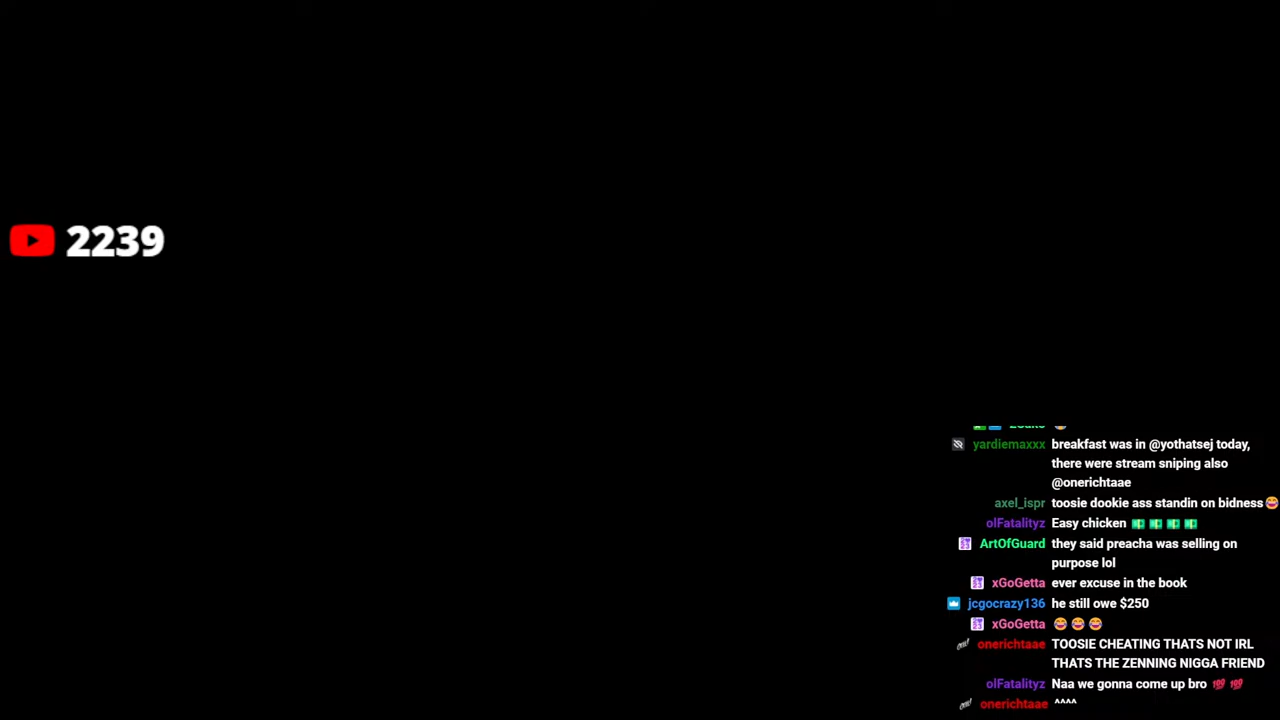 2239
yardiemaxxx breakfast was in @yothatsej today,
there were stream sniping also
@onerichtaae
axel_ispr toosie dookie ass standin on bidness😂
olFatalityz Easy chicken 💵 💵 💵 💵
ArtOfGuard they said preacha was selling on
purpose lol
xGoGetta ever excuse in the book
jcgocrazy136 he still owe $250
xGoGetta 😂 😂 😂
onerichtaae TOOSIE CHEATING THATS NOT IRL
THATS THE ZENNING NIGGA FRIEND
olFatalityz Naa we gonna come up bro 💯 💯
onerichtaae ^^^^